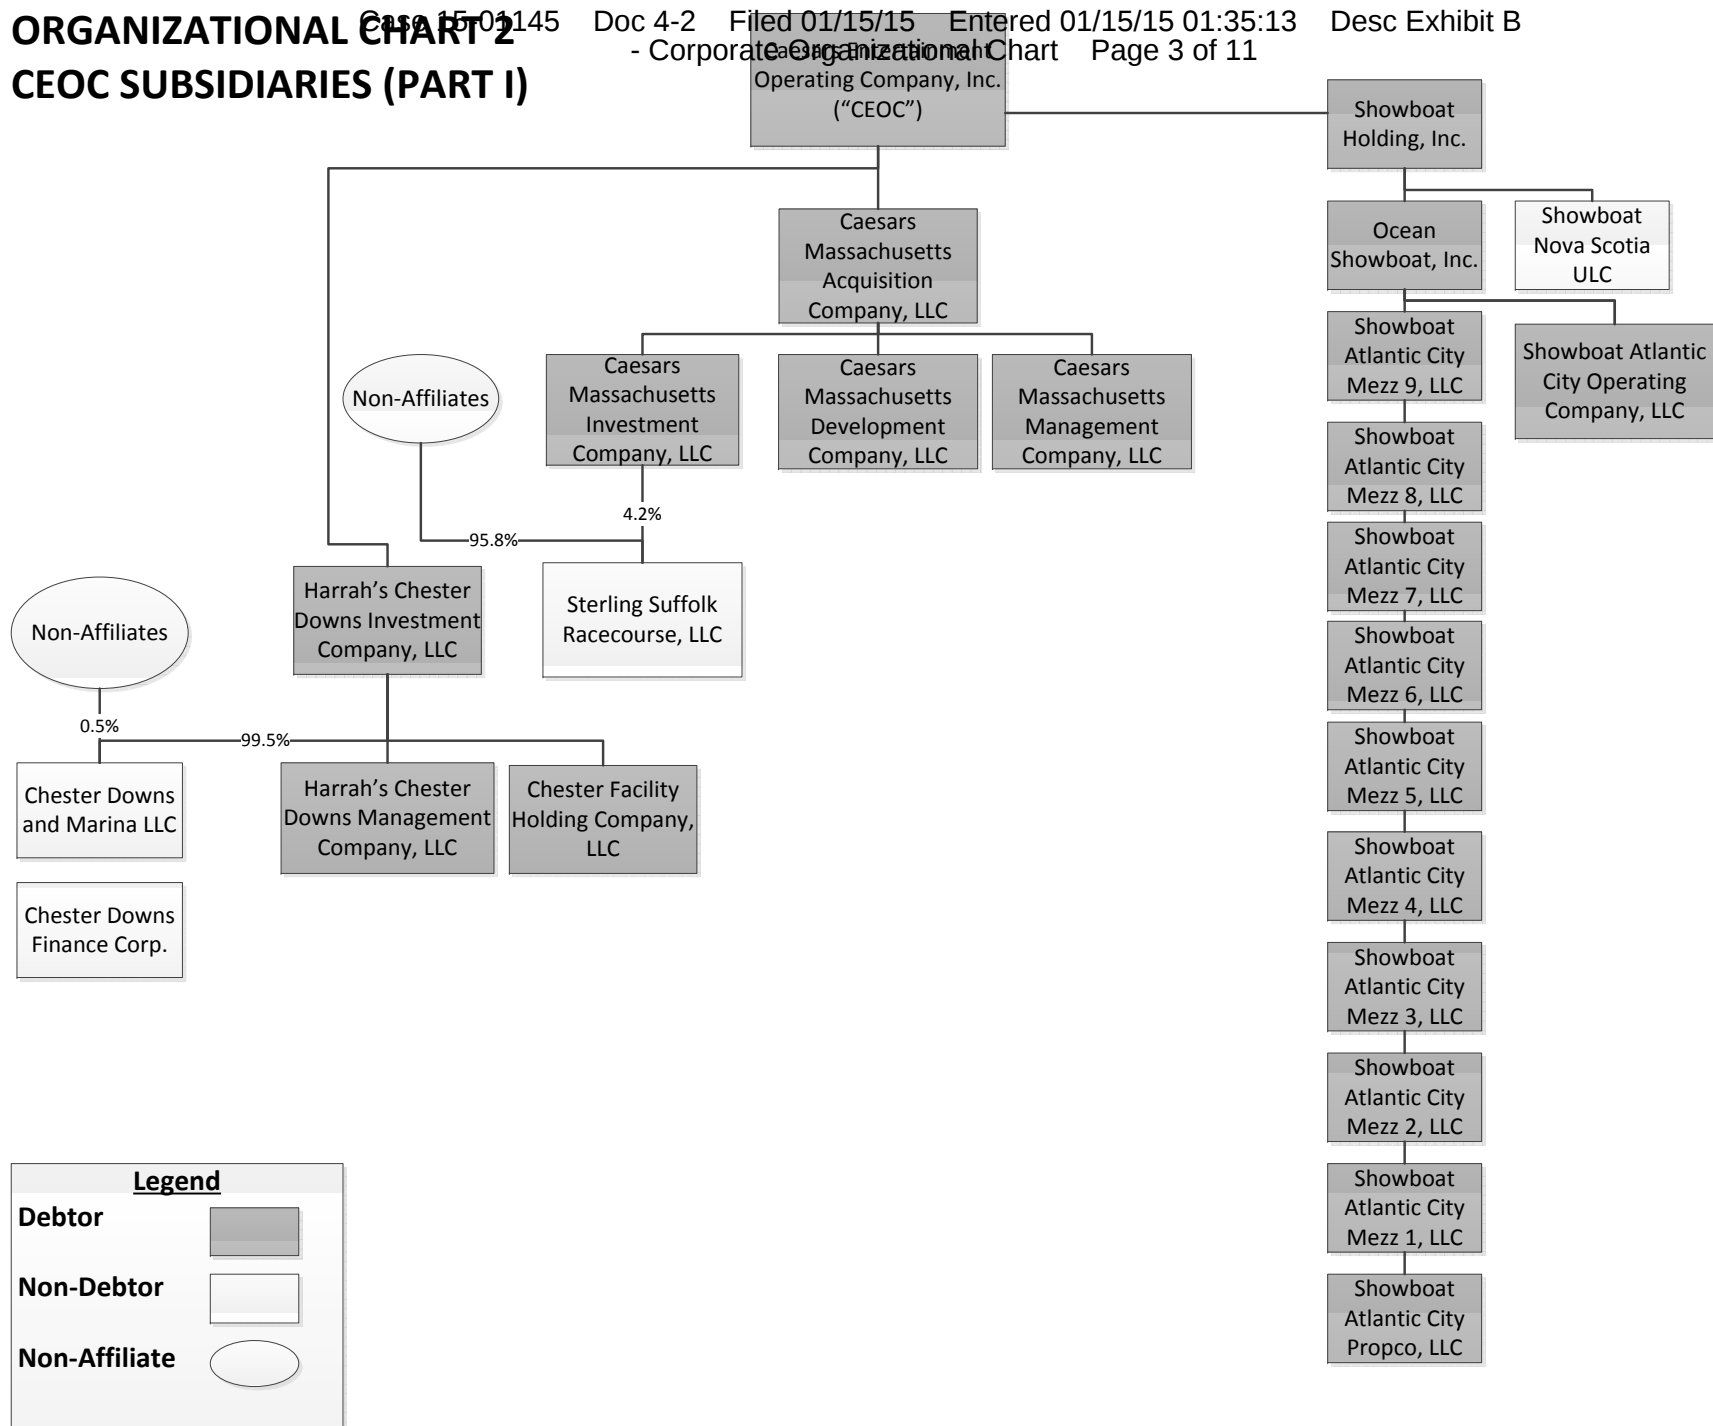 Case 15-01145 Doc 4-2 Filed 01/15/15 Entered 01/15/15 01:35:13 Desc Exhibit B
- Corporate Organizational Chart Page 3 of 11
ORGANIZATIONAL CHART 2
CEOC SUBSIDIARIES (PART I)
Caesars Entertainment
Operating Company, Inc.
(“CEOC”)
Showboat
Holding, Inc.
Caesars
Massachusetts
Acquisition
Company, LLC
Ocean
Showboat, Inc.
Showboat
Nova Scotia
ULC
Non-Affiliates
Caesars
Massachusetts
Investment
Company, LLC
Caesars
Massachusetts
Development
Company, LLC
Caesars
Massachusetts
Management
Company, LLC
Showboat
Atlantic City
Mezz 9, LLC
Showboat Atlantic
City Operating
Company, LLC
Showboat
Atlantic City
Mezz 8, LLC
4.2%
95.8%
Showboat
Atlantic City
Mezz 7, LLC
Non-Affiliates
Harrah’s Chester
Downs Investment
Company, LLC
Sterling Suffolk
Racecourse, LLC
Showboat
Atlantic City
Mezz 6, LLC
0.5%
99.5%
Showboat
Atlantic City
Mezz 5, LLC
Chester Downs
and Marina LLC
Harrah’s Chester
Downs Management
Company, LLC
Chester Facility
Holding Company,
LLC
Showboat
Atlantic City
Mezz 4, LLC
Chester Downs
Finance Corp.
Showboat
Atlantic City
Mezz 3, LLC
Showboat
Atlantic City
Mezz 2, LLC
Showboat
Atlantic City
Mezz 1, LLC
Showboat
Atlantic City
Propco, LLC
Legend
Debtor
Non-Debtor
Non-Affiliate